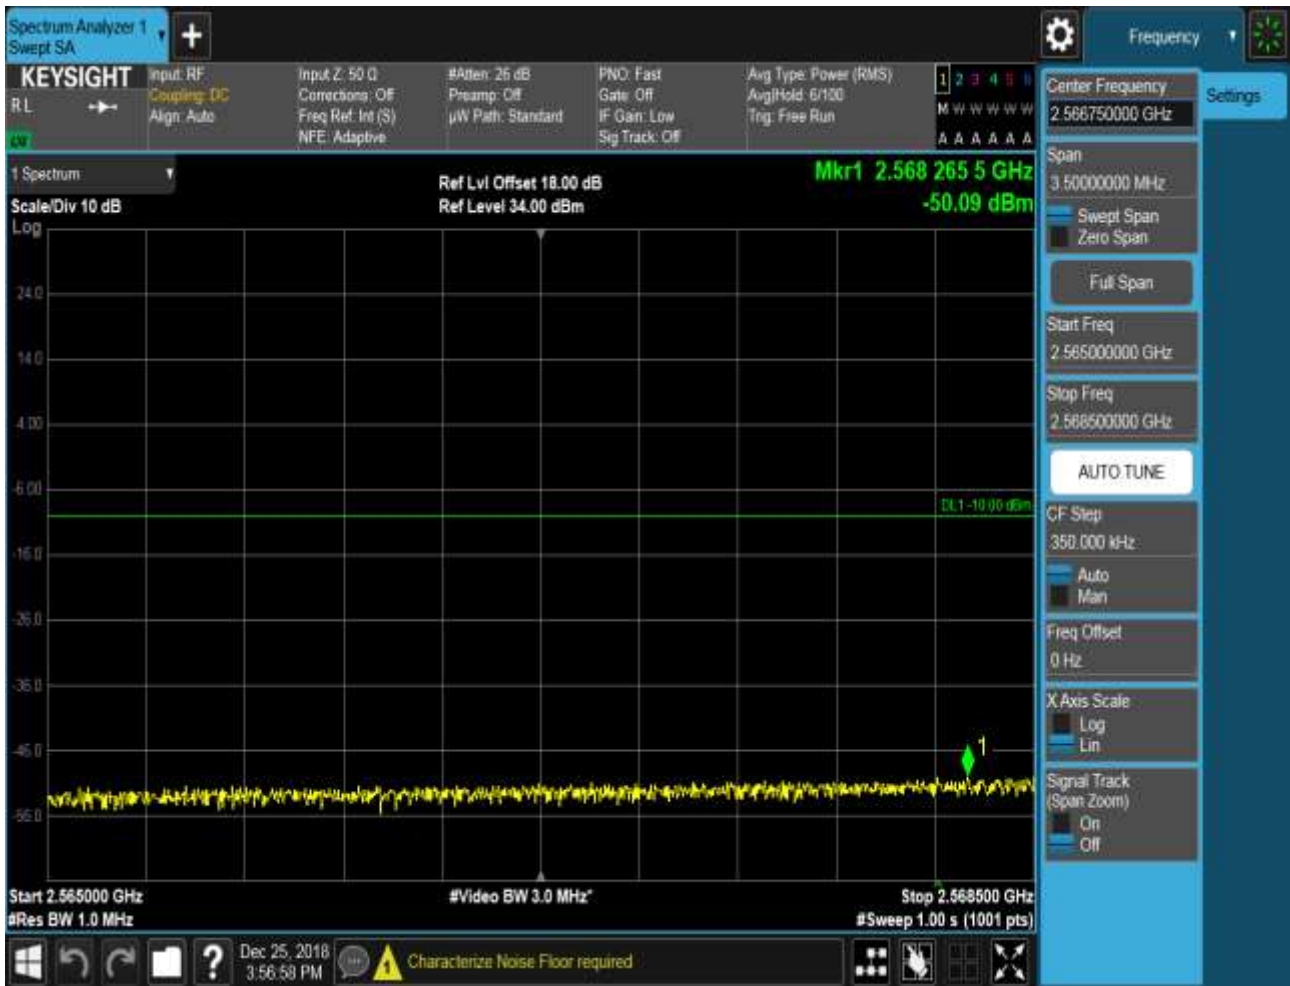 Spectrum Analyzer 1
Swept SA
+
Frequency
KEYSIGHT
RL
Input: RF
Coupling: DC
Align: Auto
Input Z: 50 Ω
Corrections: Off
Freq Ref: Int (S)
NFE: Adaptive
#Atten: 26 dB
Preamp: Off
µW Path: Standard
PNO: Fast
Gate: Off
IF Gain: Low
Sig Track: Off
Avg Type: Power (RMS)
Avg|Hold: 6/100
Trig: Free Run
1 2 3 4 5 6
M W W W W W
A A A A A A
1 Spectrum
Scale/Div 10 dB
Log
Ref Lvl Offset 18.00 dB
Ref Level 34.00 dBm
Mkr1 2.568 265 5 GHz
-50.09 dBm
24.0
14.0
4.00
-6.00
DL1 -10.00 dBm
-16.0
-26.0
-36.0
-46.0
1
-56.0
Start 2.565000 GHz
#Res BW 1.0 MHz
#Video BW 3.0 MHz*
Stop 2.568500 GHz
#Sweep 1.00 s (1001 pts)
?
Dec 25, 2018
3:56:58 PM
1
Characterize Noise Floor required
Center Frequency
2.566750000 GHz
Settings
Span
3.50000000 MHz
Swept Span
Zero Span
Full Span
Start Freq
2.565000000 GHz
Stop Freq
2.568500000 GHz
AUTO TUNE
CF Step
350.000 kHz
Auto
Man
Freq Offset
0 Hz
X Axis Scale
Log
Lin
Signal Track
(Span Zoom)
On
Off